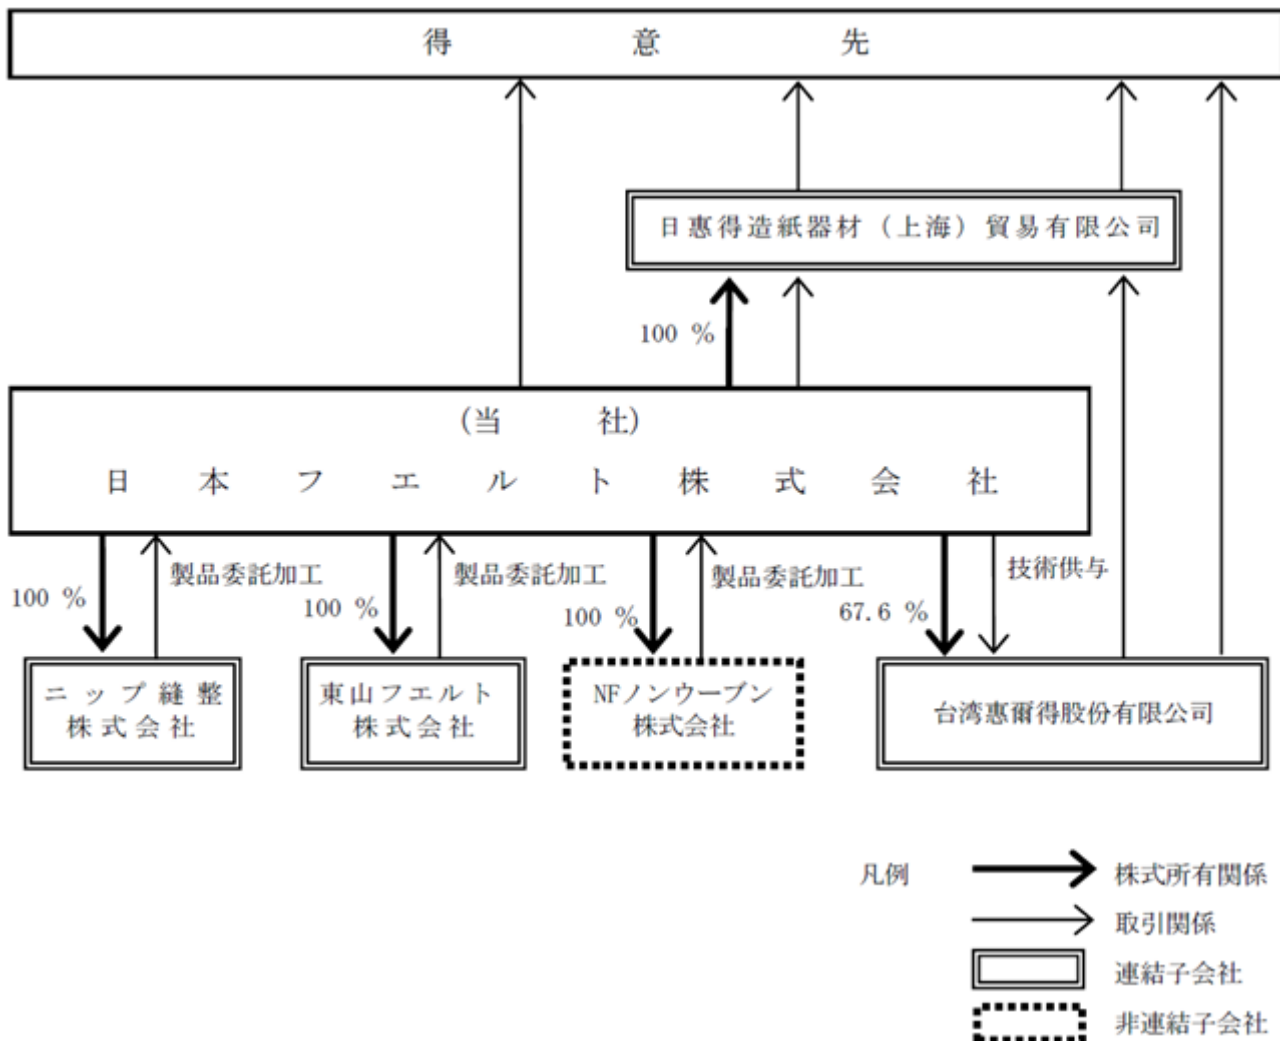 得意先
日惠得造紙器材（上海）貿易有限公司
100 %
(当社)
日本フエルト株式会社
製品委託加工
製品委託加工
製品委託加工
技術供与
100 %
100 %
100 %
67.6 %
ニップ縫整
株式会社
東山フエルト
株式会社
NFノンウーブン
株式会社
台湾惠爾得股份有限公司
凡例
株式所有関係
取引関係
連結子会社
非連結子会社